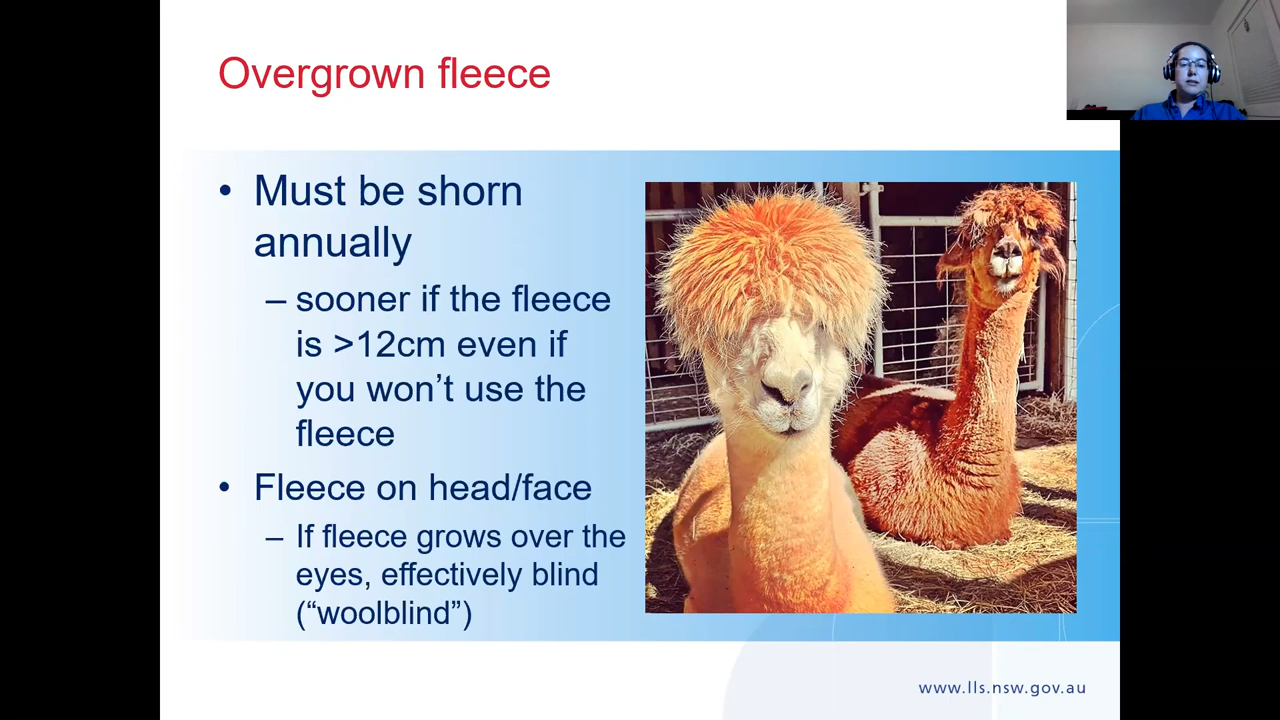 Overgrown fleece
• Must be shorn
annually
– sooner if the fleece
is >12cm even if
you won’t use the
fleece
• Fleece on head/face
– If fleece grows over the
eyes, effectively blind
(“woolblind”)
www.lls.nsw.gov.au